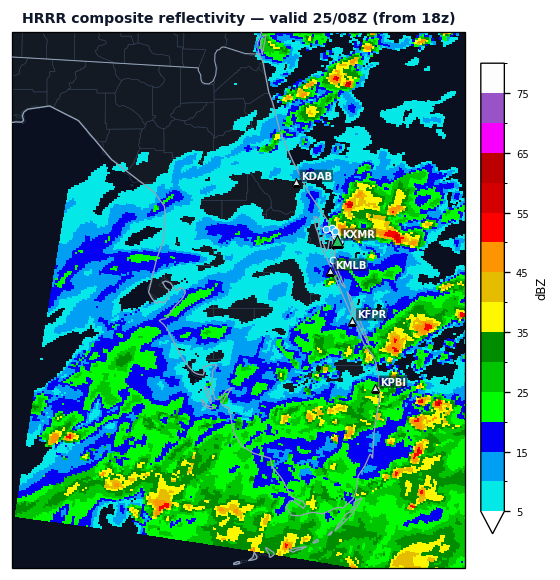 HRRR composite reflectivity — valid 25/08Z (from 18z)
KDAB
KXMR
KMLB
KFPR
KPBI
75
65
55
45
35
25
15
5
dBZ